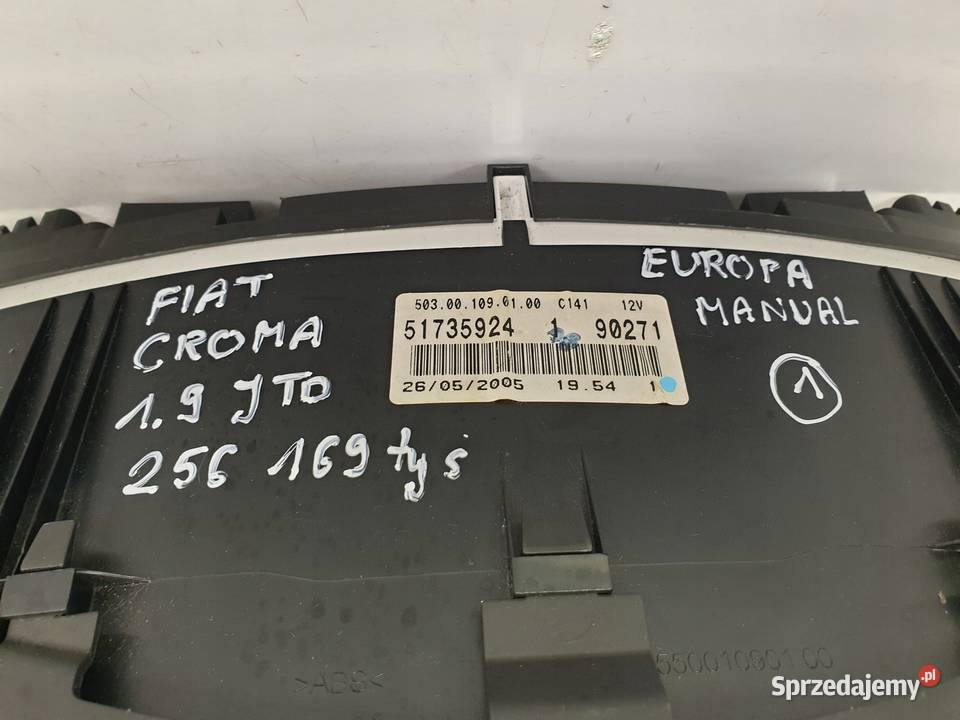 FIAT
CROMA
1.9 JTD
256 169 tyś
EUROPA
MANUAL
1
503.00.109.01.00 C141 12V
51735924 1 90271
26/05/2005 19.54 1
>ABS<
Sprzedajemy.pl